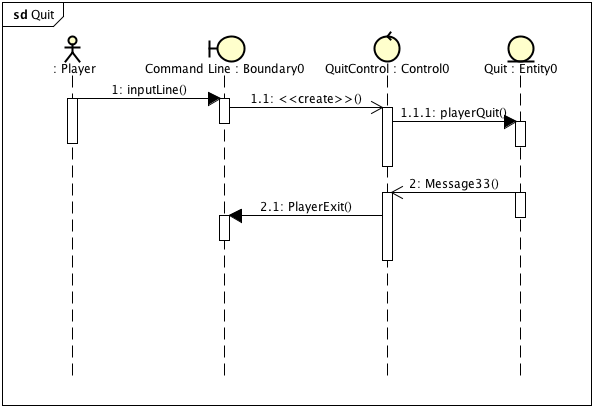 sd Quit
: Player
Command Line : Boundary0
QuitControl : Control0
Quit : Entity0
1: inputLine()
1.1: <<create>>()
1.1.1: playerQuit()
2: Message33()
2.1: PlayerExit()